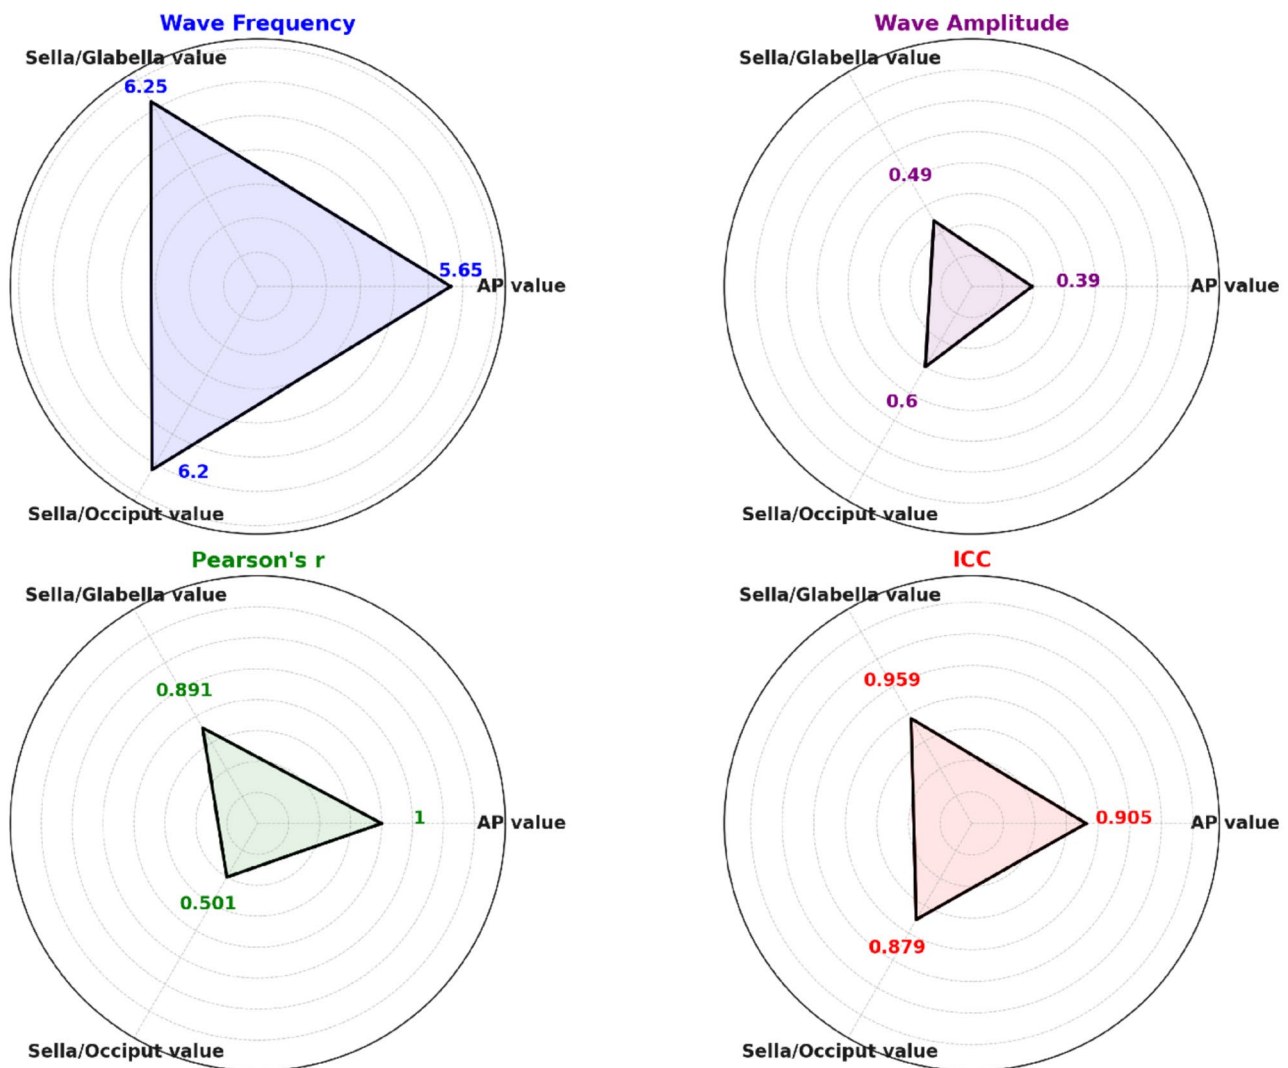 Wave Frequency
Sella/Glabella value
6.25
5.65
AP value
6.2
Sella/Occiput value
Wave Amplitude
Sella/Glabella value
0.49
0.39
AP value
0.6
Sella/Occiput value
Pearson's r
Sella/Glabella value
0.891
1
AP value
0.501
Sella/Occiput value
ICC
Sella/Glabella value
0.959
0.905
AP value
0.879
Sella/Occiput value